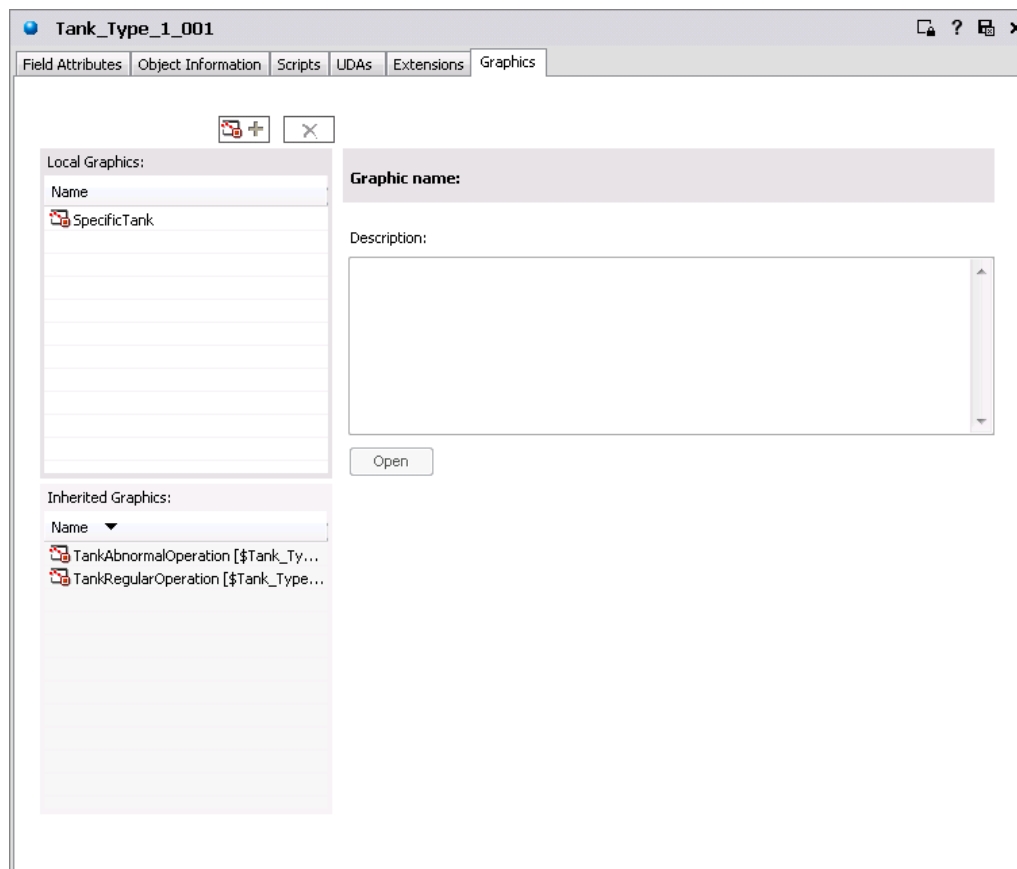 Tank_Type_1_001
?
Field Attributes Object Information Scripts UDAs Extensions Graphics
Local Graphics:
Name
SpecificTank
Graphic name:
Description:
Open
Inherited Graphics:
Name
TankAbnormalOperation [$Tank_Ty...
TankRegularOperation [$Tank_Type...